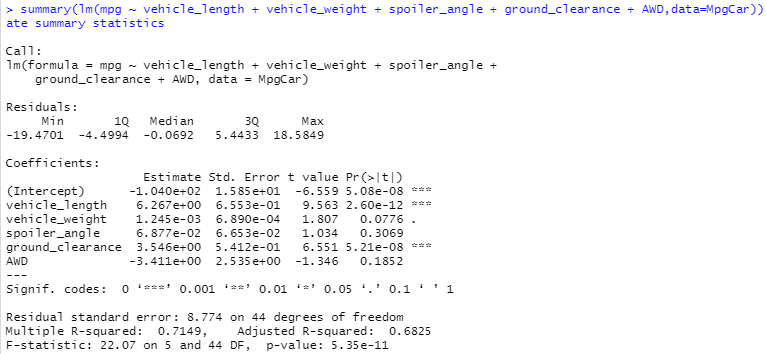 > summary(lm(mpg ~ vehicle_length + vehicle_weight + spoiler_angle + ground_clearance + AWD,data=MpgCar))
ate summary statistics
Call:
lm(formula = mpg ~ vehicle_length + vehicle_weight + spoiler_angle +
    ground_clearance + AWD, data = MpgCar)
Residuals:
     Min       1Q   Median       3Q      Max
-19.4701  -4.4994  -0.0692   5.4433  18.5849
Coefficients:
                   Estimate Std. Error t value Pr(>|t|)
(Intercept)      -1.040e+02  1.585e+01  -6.559 5.08e-08 ***
vehicle_length    6.267e+00  6.553e-01   9.563 2.60e-12 ***
vehicle_weight    1.245e-03  6.890e-04   1.807   0.0776 .
spoiler_angle     6.877e-02  6.653e-02   1.034   0.3069
ground_clearance  3.546e+00  5.412e-01   6.551 5.21e-08 ***
AWD              -3.411e+00  2.535e+00  -1.346   0.1852
---
Signif. codes:  0 ‘***’ 0.001 ‘**’ 0.01 ‘*’ 0.05 ‘.’ 0.1 ‘ ’ 1
Residual standard error: 8.774 on 44 degrees of freedom
Multiple R-squared:  0.7149,    Adjusted R-squared:  0.6825
F-statistic: 22.07 on 5 and 44 DF,  p-value: 5.35e-11